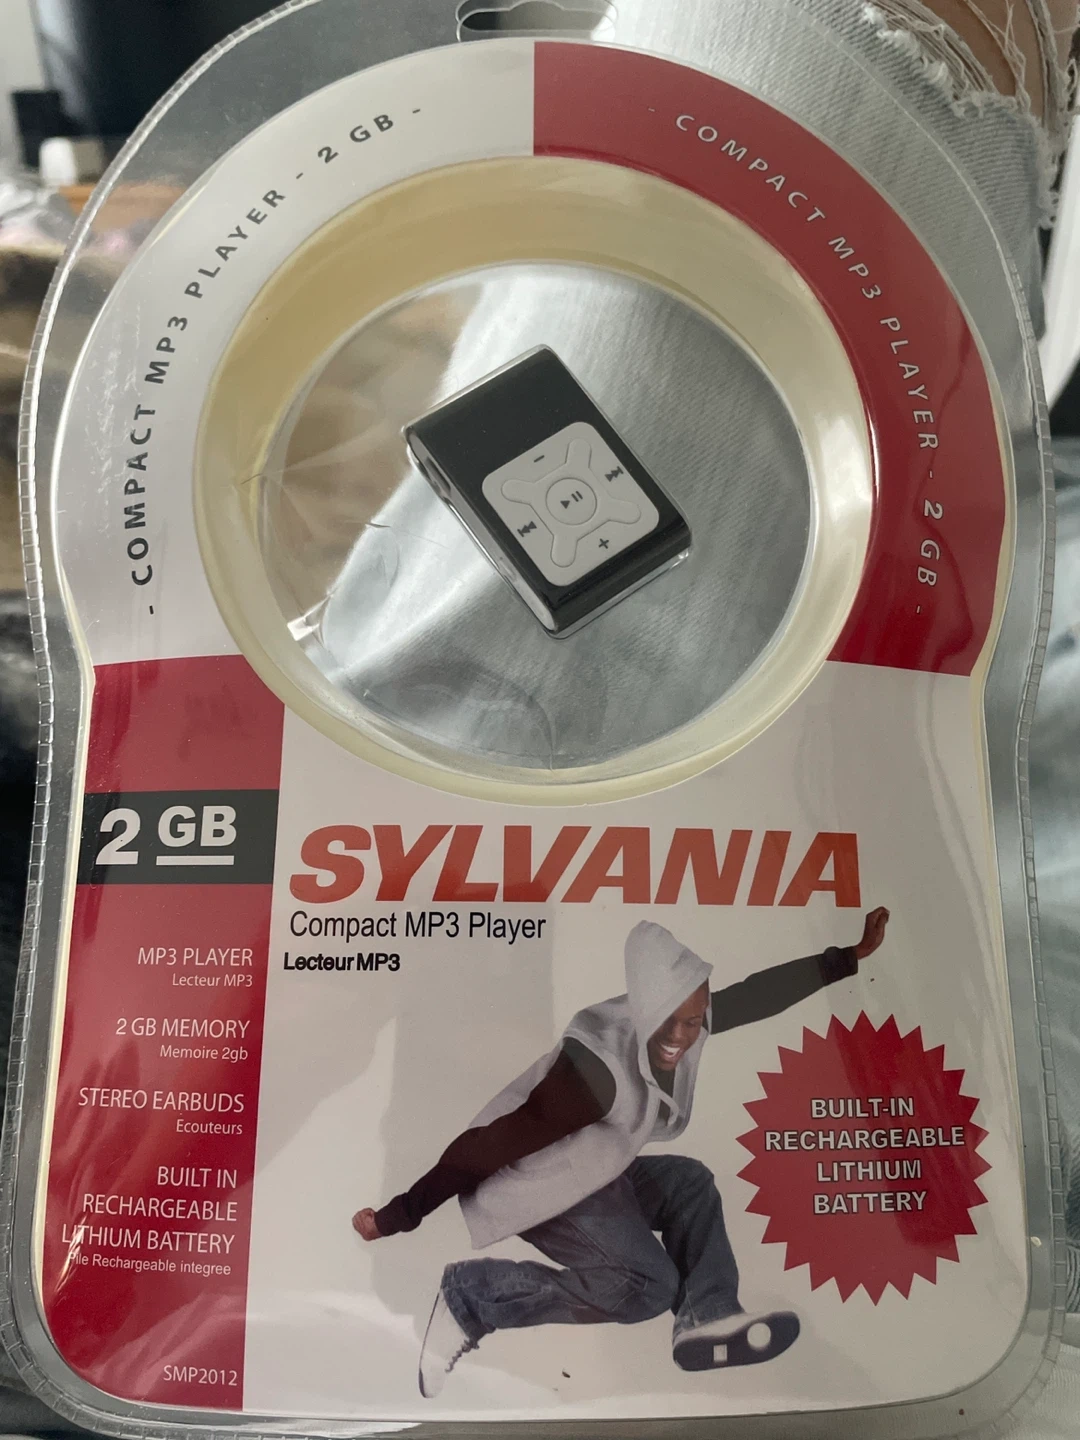 - COMPACT MP3 PLAYER - 2 GB -
- COMPACT MP3 PLAYER - 2 GB -
2 GB
SYLVANIA
Compact MP3 Player
Lecteur MP3
MP3 PLAYER
Lecteur MP3
2 GB MEMORY
Memoire 2gb
STEREO EARBUDS
Écouteurs
BUILT IN
RECHARGEABLE
LITHIUM BATTERY
Pile Rechargeable integree
SMP2012
BUILT-IN
RECHARGEABLE
LITHIUM
BATTERY